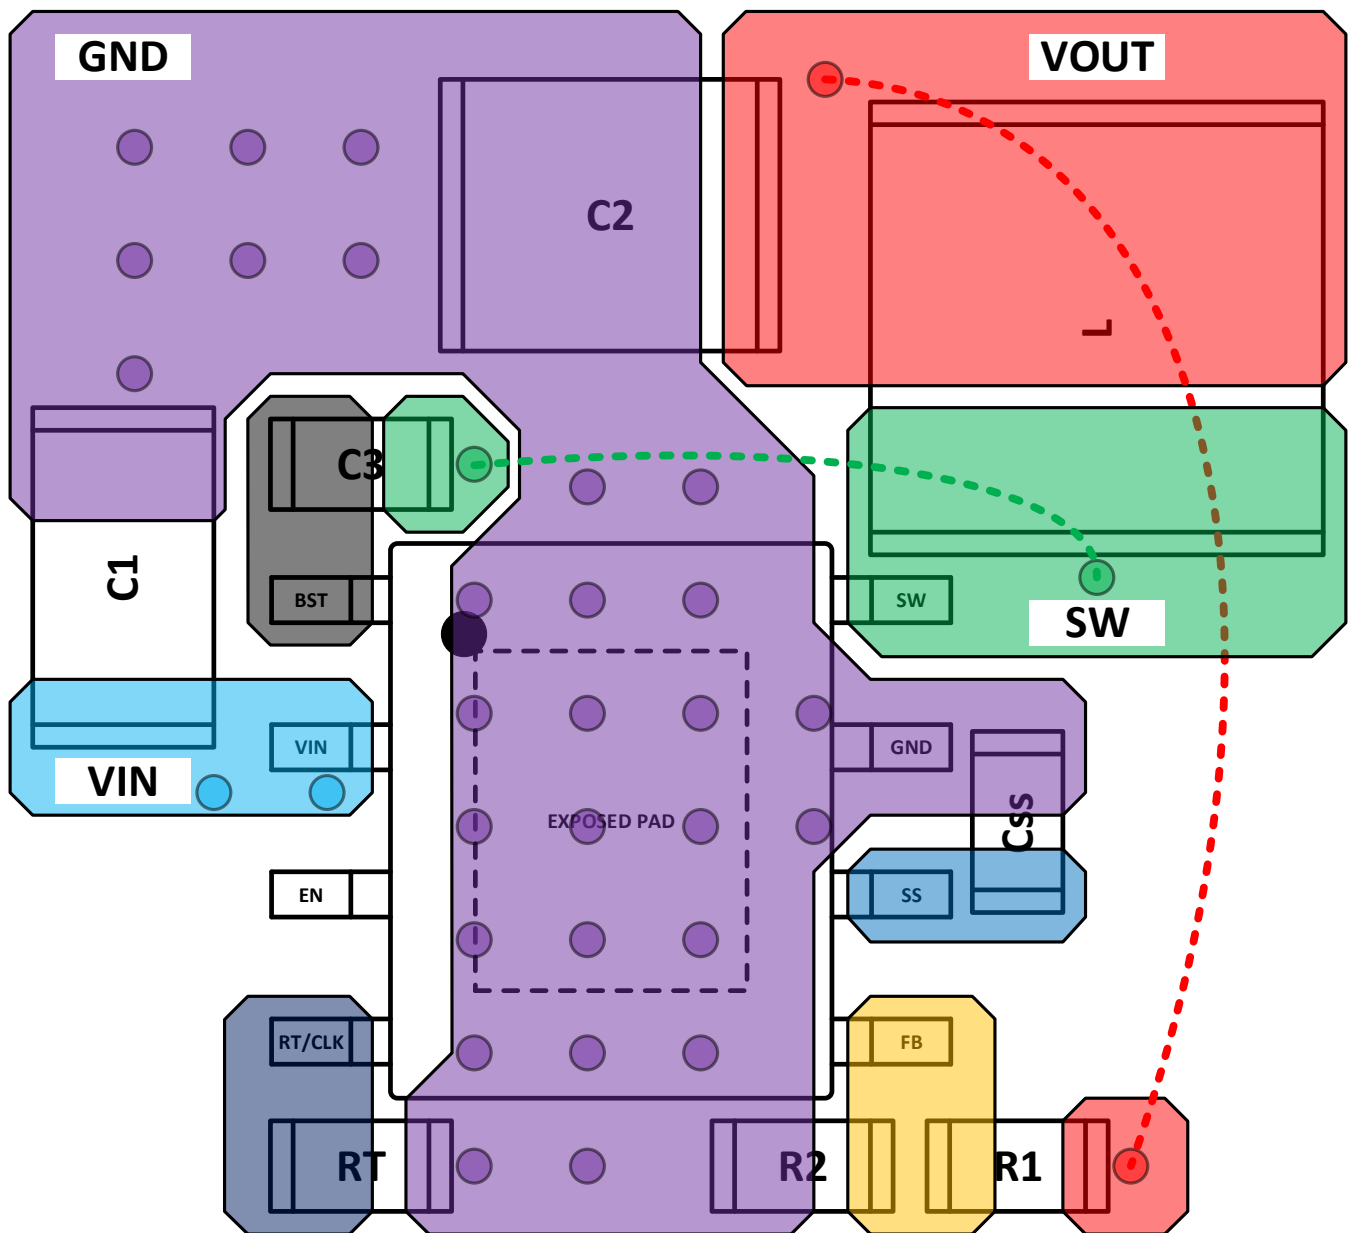 GND
VOUT
C2
L
C3
C1
BST
SW
SW
VIN
GND
VIN
EXPOSED PAD
Css
EN
SS
RT/CLK
FB
RT
R2
R1